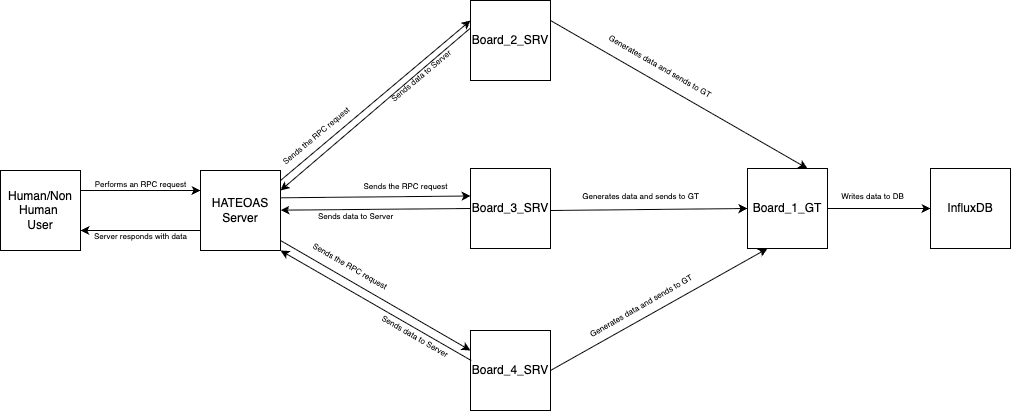 Board_2_SRV
Generates data and sends to GT
Sends data to Server
Sends the RPC request
Human/Non
Human
User
Performs an RPC request
Server responds with data
HATEOAS
Server
Sends the RPC request
Sends data to Server
Board_3_SRV
Generates data and sends to GT
Board_1_GT
Writes data to DB
InfluxDB
Sends the RPC request
Sends data to Server
Board_4_SRV
Generates data and sends to GT